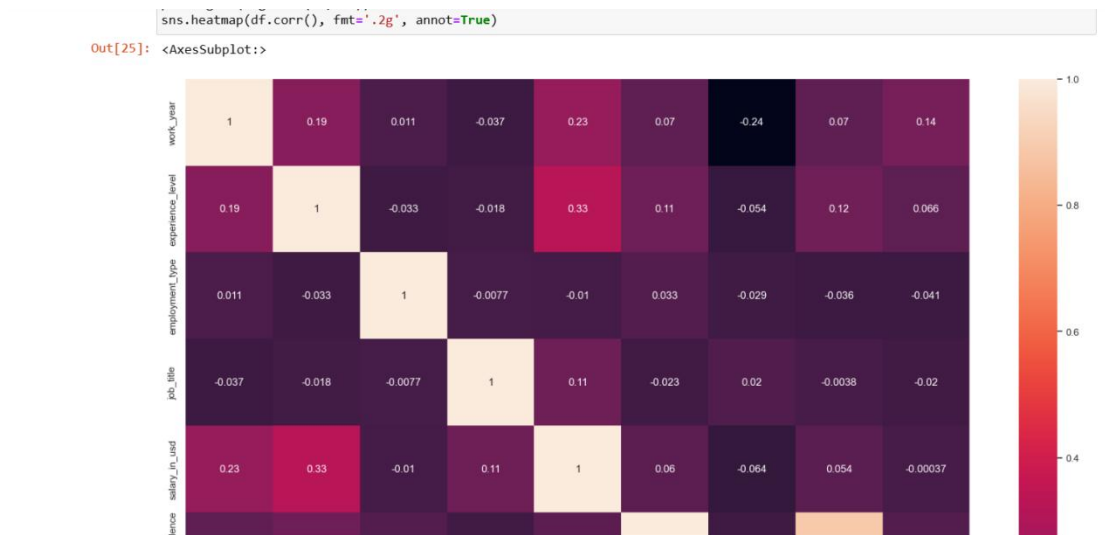 sns.heatmap(df.corr(), fmt='.2g', annot=True)
Out[25]: <AxesSubplot:>
1.0
work_year 1 0.19 0.011 -0.037 0.23 0.07 -0.24 0.07 0.14
0.8
experience_level 0.19 1 -0.033 -0.018 0.33 0.11 -0.054 0.12 0.066
employment_type 0.011 -0.033 1 -0.0077 -0.01 0.033 -0.029 -0.036 -0.041
0.6
job_title -0.037 -0.018 -0.0077 1 0.11 -0.023 0.02 -0.0038 -0.02
0.4
salary_in_usd 0.23 0.33 -0.01 0.11 1 0.06 -0.064 0.054 -0.00037